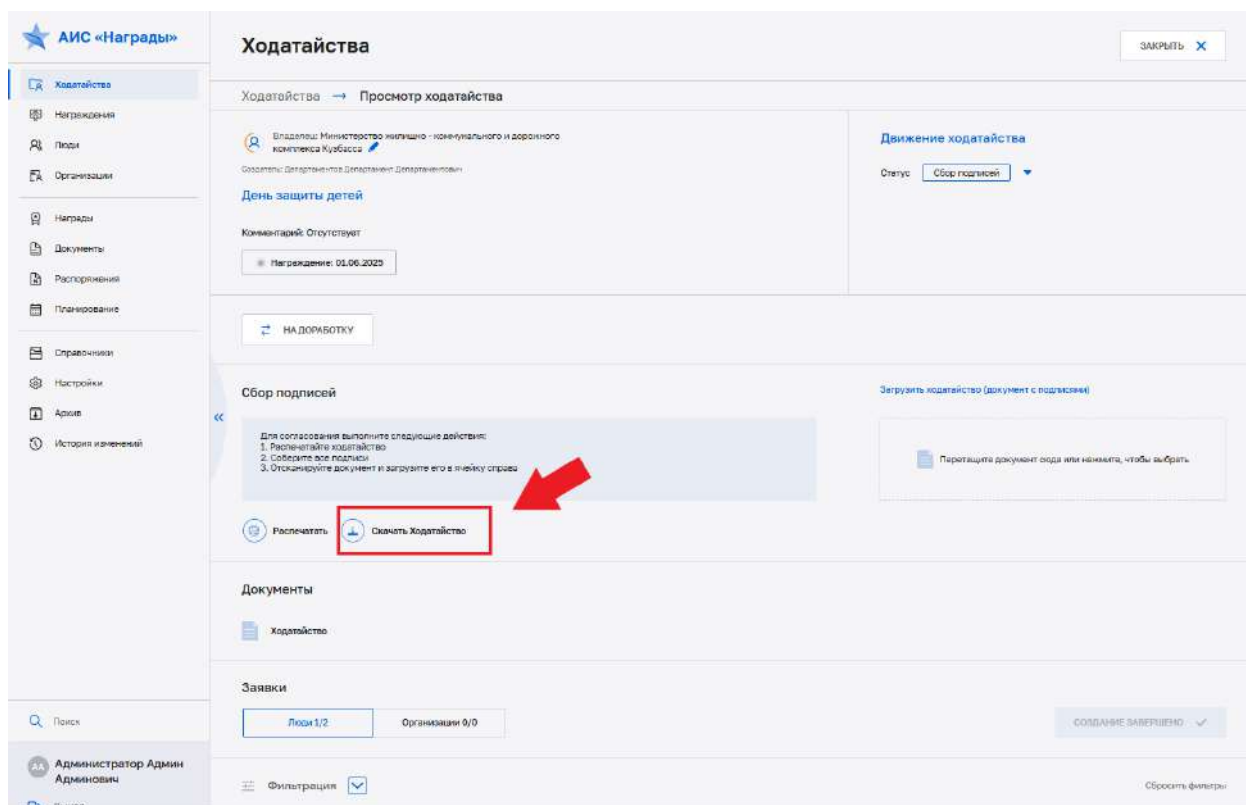 АИС «Награды»
Ходатайства
Награждения
Люди
Организации
Награды
Документы
Распоряжения
Планирование
Справочники
Настройки
Архив
История изменений
Поиск
АА
Администратор Админ
Админович
Ходатайства
ЗАКРЫТЬ
Ходатайства → Просмотр ходатайства
Владелец: Министерство жилищно - коммунального и дорожного
комплекса Кузбасса
Создатель: Департаментов Департамент Департаментович
День защиты детей
Комментарий: Отсутствует
Награждение: 01.06.2025
Движение ходатайства
Статус Сбор подписей
НА ДОРАБОТКУ
Сбор подписей
Для согласования выполните следующие действия:
1. Распечатайте ходатайство
2. Соберите все подписи
3. Отсканируйте документ и загрузите его в ячейку справа
Распечатать Скачать Ходатайство
Загрузить ходатайство (документ с подписями)
Перетащите документ сюда или нажмите, чтобы выбрать
Документы
Ходатайство
Заявки
Люди 1/2 Организации 0/0
СОЗДАНИЕ ЗАВЕРШЕНО
Фильтрация
Сбросить фильтры